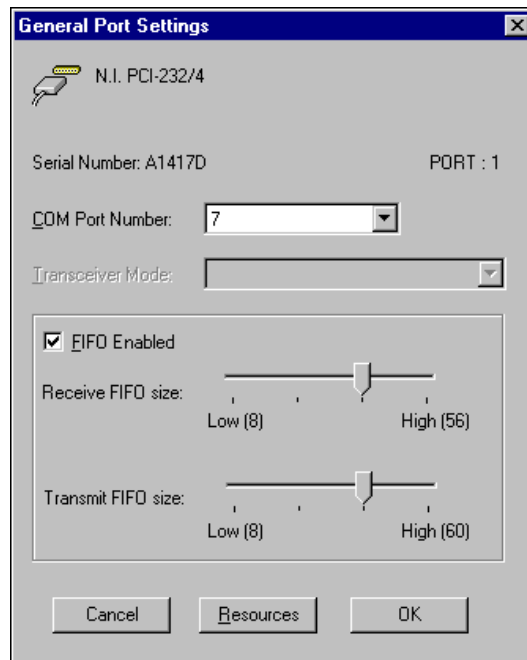 General Port Settings
N.I. PCI-232/4
Serial Number: A1417D PORT : 1
COM Port Number: 7
Transceiver Mode:
FIFO Enabled
Receive FIFO size:
Low (8) High (56)
Transmit FIFO size:
Low (8) High (60)
Cancel Resources OK